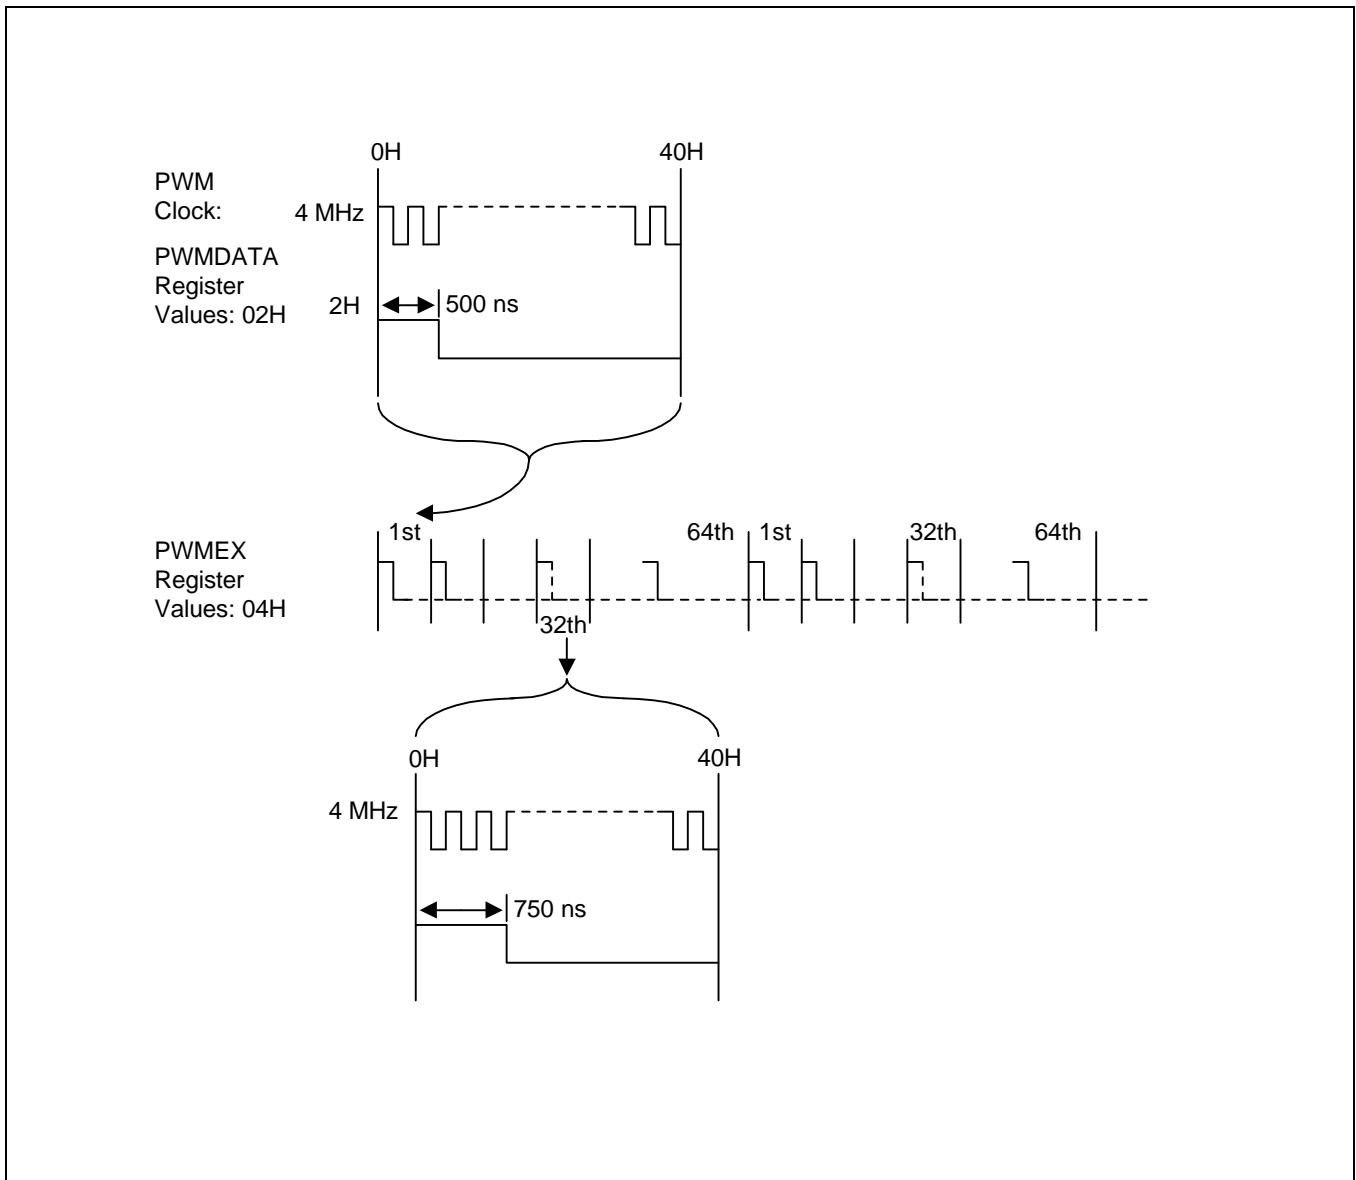 0H 40H
PWM
Clock: 4 MHz
PWMDATA
Register
Values: 02H 2H 500 ns
1st 64th 1st 32th 64th
PWMEX
Register
Values: 04H
32th
0H 40H
4 MHz
750 ns